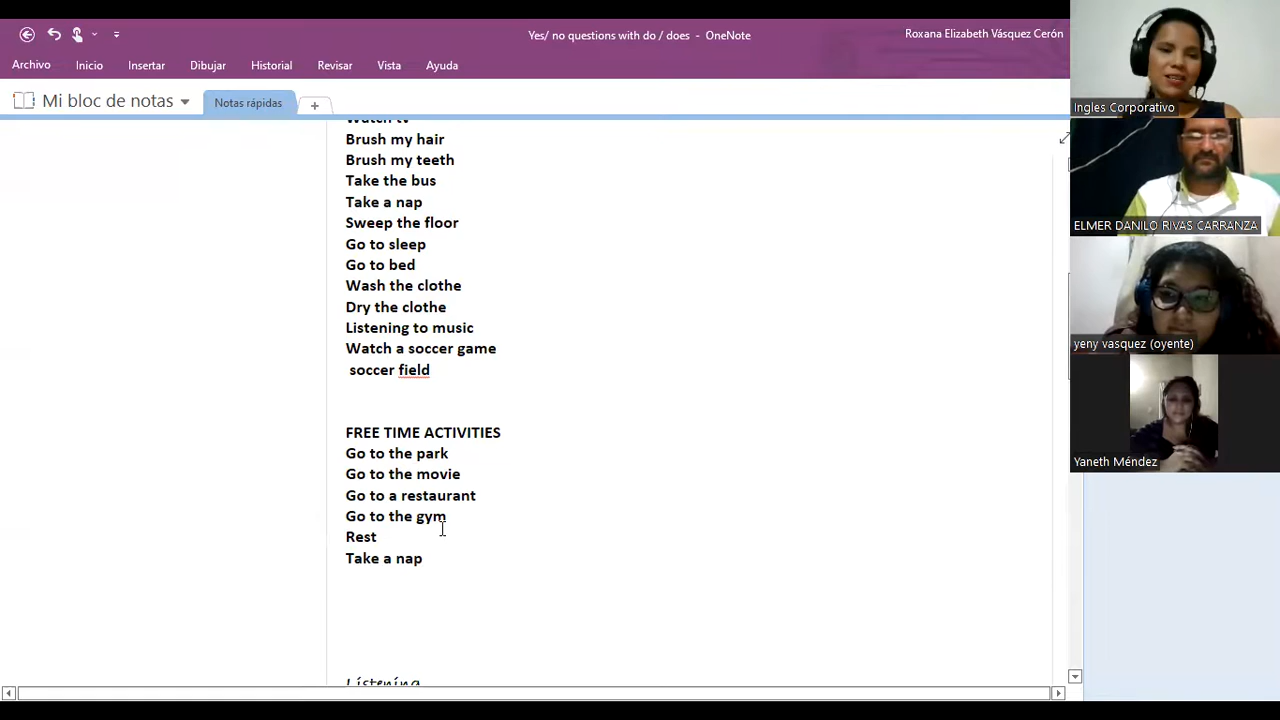 Yes/ no questions with do / does - OneNote
Roxana Elizabeth Vásquez Cerón
Archivo Inicio Insertar Dibujar Historial Revisar Vista Ayuda
Mi bloc de notas Notas rápidas +
Watch tv
Brush my hair
Brush my teeth
Take the bus
Take a nap
Sweep the floor
Go to sleep
Go to bed
Wash the clothe
Dry the clothe
Listening to music
Watch a soccer game
soccer field
FREE TIME ACTIVITIES
Go to the park
Go to the movie
Go to a restaurant
Go to the gym
Rest
Take a nap
Listening
Ingles Corporativo
ELMER DANILO RIVAS CARRANZA
yeny vasquez (oyente)
Yaneth Méndez